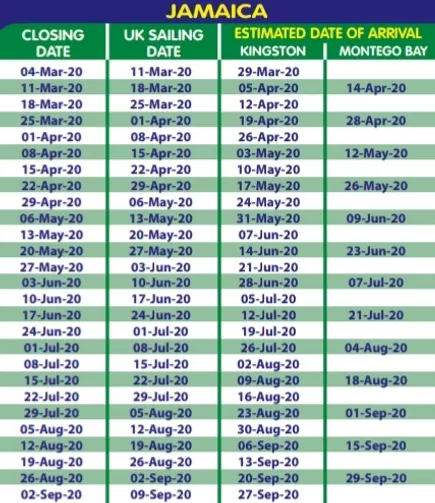 JAMAICA
CLOSING DATE UK SAILING DATE ESTIMATED DATE OF ARRIVAL
KINGSTON MONTEGO BAY
04-Mar-20 11-Mar-20 29-Mar-20
11-Mar-20 18-Mar-20 05-Apr-20 14-Apr-20
18-Mar-20 25-Mar-20 12-Apr-20
25-Mar-20 01-Apr-20 19-Apr-20 28-Apr-20
01-Apr-20 08-Apr-20 26-Apr-20
08-Apr-20 15-Apr-20 03-May-20 12-May-20
15-Apr-20 22-Apr-20 10-May-20
22-Apr-20 29-Apr-20 17-May-20 26-May-20
29-Apr-20 06-May-20 24-May-20
06-May-20 13-May-20 31-May-20 09-Jun-20
13-May-20 20-May-20 07-Jun-20
20-May-20 27-May-20 14-Jun-20 23-Jun-20
27-May-20 03-Jun-20 21-Jun-20
03-Jun-20 10-Jun-20 28-Jun-20 07-Jul-20
10-Jun-20 17-Jun-20 05-Jul-20
17-Jun-20 24-Jun-20 12-Jul-20 21-Jul-20
24-Jun-20 01-Jul-20 19-Jul-20
01-Jul-20 08-Jul-20 26-Jul-20 04-Aug-20
08-Jul-20 15-Jul-20 02-Aug-20
15-Jul-20 22-Jul-20 09-Aug-20 18-Aug-20
22-Jul-20 29-Jul-20 16-Aug-20
29-Jul-20 05-Aug-20 23-Aug-20 01-Sep-20
05-Aug-20 12-Aug-20 30-Aug-20
12-Aug-20 19-Aug-20 06-Sep-20 15-Sep-20
19-Aug-20 26-Aug-20 13-Sep-20
26-Aug-20 02-Sep-20 20-Sep-20 29-Sep-20
02-Sep-20 09-Sep-20 27-Sep-20